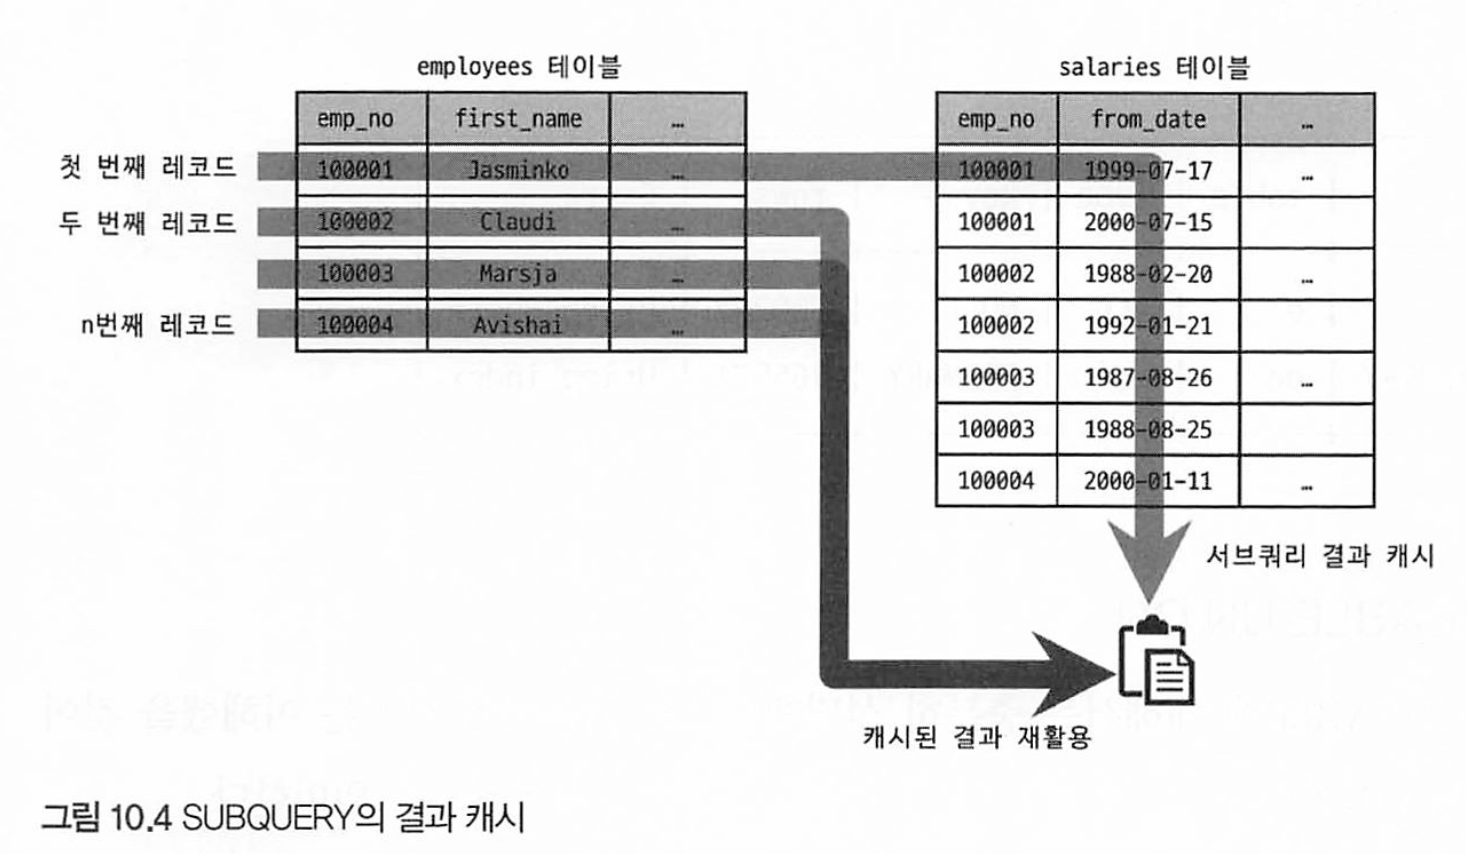 employees 테이블
emp_no first_name …
첫 번째 레코드 100001 Jasminko …
두 번째 레코드 100002 Claudi …
100003 Marsja …
n번째 레코드 100004 Avishai …
salaries 테이블
emp_no from_date …
100001 1999-07-17 …
100001 2000-07-15
100002 1988-02-20 …
100002 1992-01-21
100003 1987-08-26 …
100003 1988-08-25
100004 2000-01-11 …
서브쿼리 결과 캐시
캐시된 결과 재활용
그림 10.4 SUBQUERY의 결과 캐시